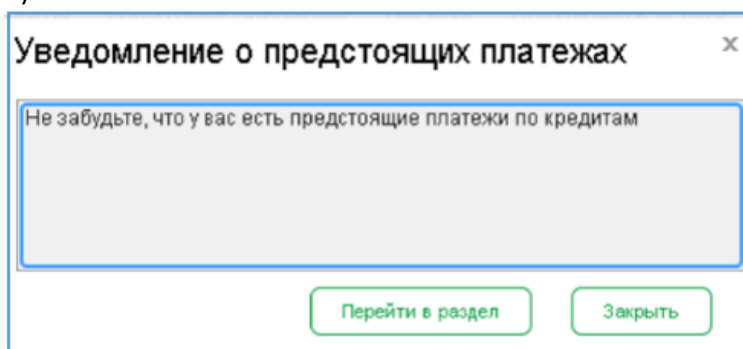 Уведомление о предстоящих платежах
x
Не забудьте, что у вас есть предстоящие платежи по кредитам
Перейти в раздел
Закрыть